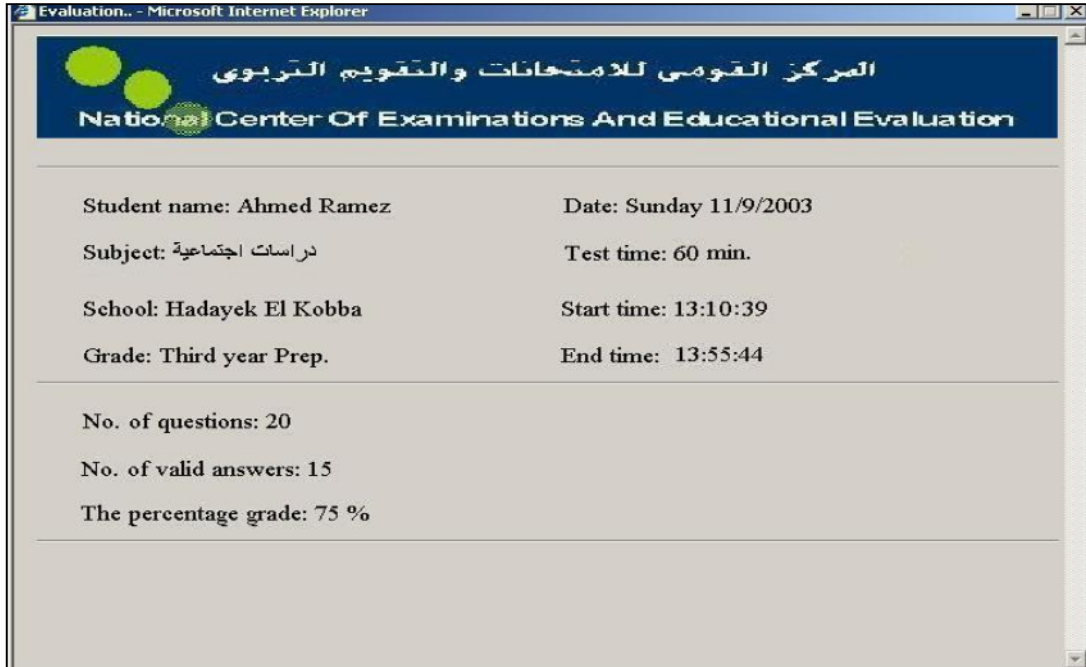 Evaluation.. - Microsoft Internet Explorer
المركز القومى للامتحانات والتقويم التربوى
National Center Of Examinations And Educational Evaluation
Student name: Ahmed Ramez
Date: Sunday 11/9/2003
Subject: دراسات اجتماعية
Test time: 60 min.
School: Hadayek El Kobba
Start time: 13:10:39
Grade: Third year Prep.
End time: 13:55:44
No. of questions: 20
No. of valid answers: 15
The percentage grade: 75 %